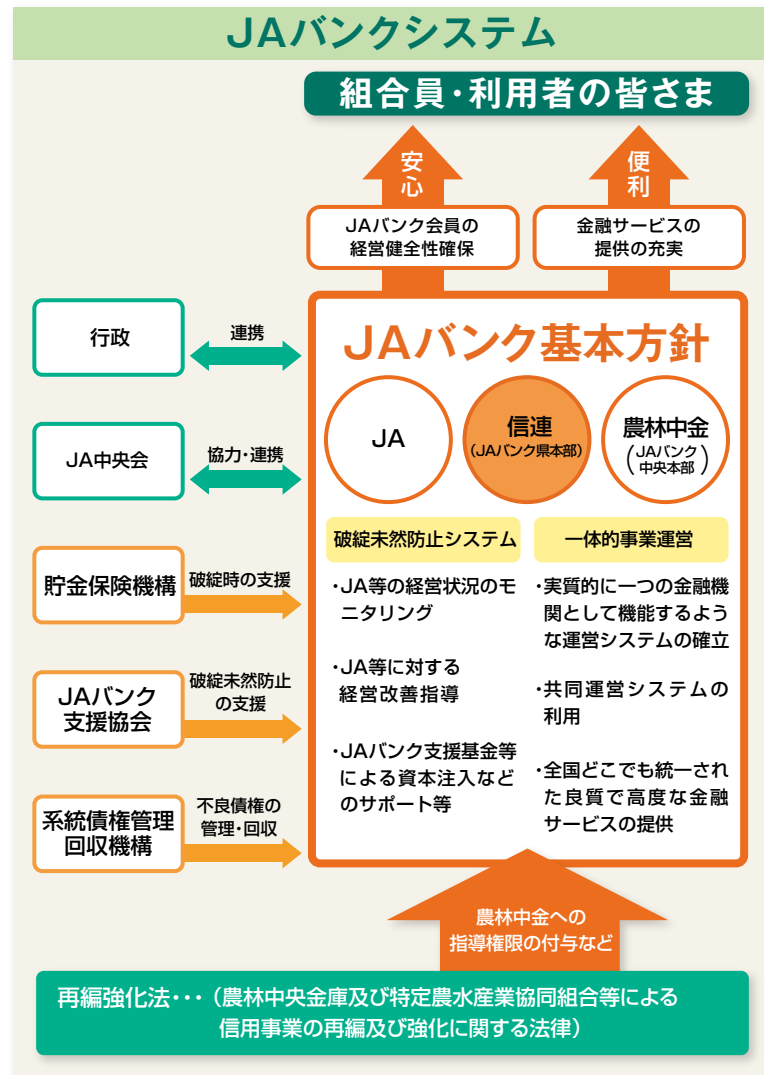 JAバンクシステム
組合員・利用者の皆さま
安心
便利
JAバンク会員の
経営健全性確保
金融サービスの
提供の充実
JAバンク基本方針
行政
連携
JA中央会
協力・連携
貯金保険機構
破綻時の支援
JAバンク
支援協会
破綻未然防止
の支援
系統債権管理
回収機構
不良債権の
管理・回収
JA
信連
(JAバンク県本部)
農林中金
(JAバンク
中央本部)
破綻未然防止システム
・JA等の経営状況のモ
ニタリング
・JA等に対する
経営改善指導
・JAバンク支援基金等
による資本注入など
のサポート等
一体的事業運営
・実質的に一つの金融機
関として機能するよう
な運営システムの確立
・共同運営システムの
利用
・全国どこでも統一され
た良質で高度な金融
サービスの提供
農林中金への
指導権限の付与など
再編強化法・・・（農林中央金庫及び特定農水産業協同組合等による
信用事業の再編及び強化に関する法律）